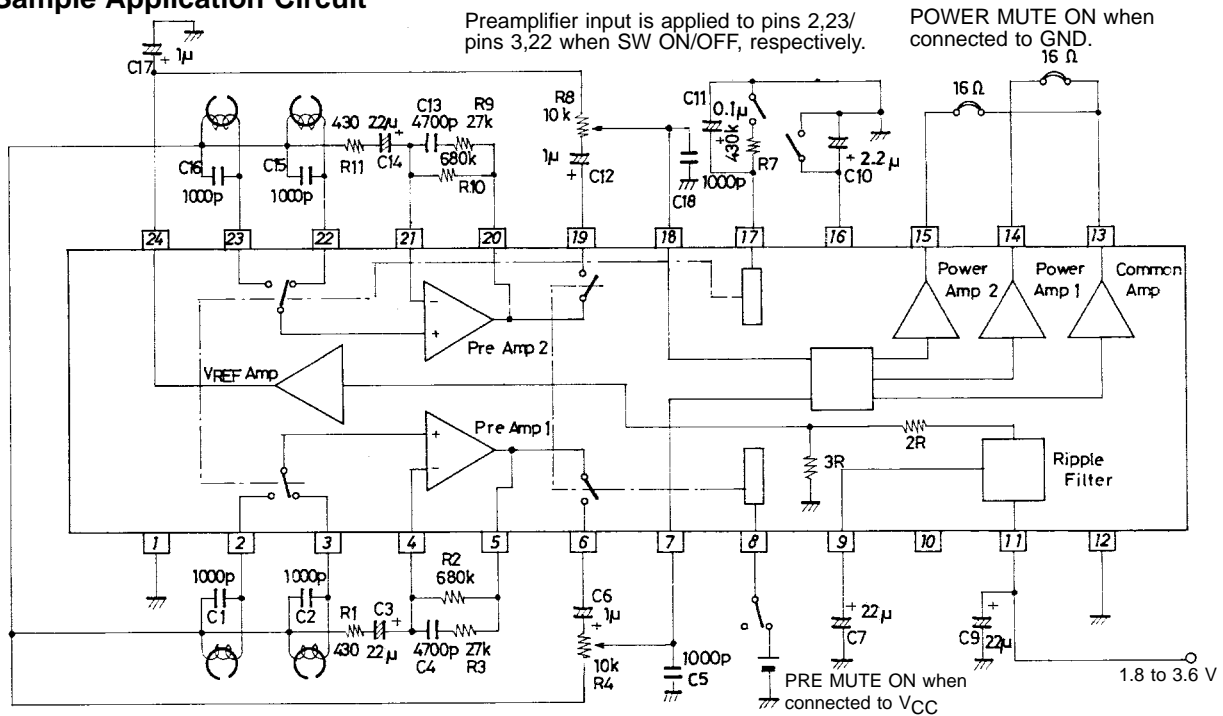 Sample Application Circuit
Preamplifier input is applied to pins 2,23/
pins 3,22 when SW ON/OFF, respectively.
POWER MUTE ON when
connected to GND.
C17 + 1μ
16 Ω
16 Ω
R8
10k
C11
0.1μ
+
430k
R7
+ 2.2μ
C10
430
R11
22μ +
C14
C13
4700p
R9
27k
680k
R10
C16
1000p
C15
1000p
1μ
+ C12
C18
1000p
24 23 22 21 20 19 18 17 16 15 14 13
Power
Amp 2
Power
Amp 1
Common
Amp
−
+
Pre Amp 2
VREF Amp
Pre Amp 1
+
−
2R
3R
Ripple
Filter
1 2 3 4 5 6 7 8 9 10 11 12
1000p
C1
1000p
C2
R1
430
C3
+
22μ
R2
680k
4700p
C4
27k
R3
C6
1μ
+
10k
R4
1000p
C5
+ 22μ
C7
+
C9
22μ
PRE MUTE ON when
connected to VCC
1.8 to 3.6 V